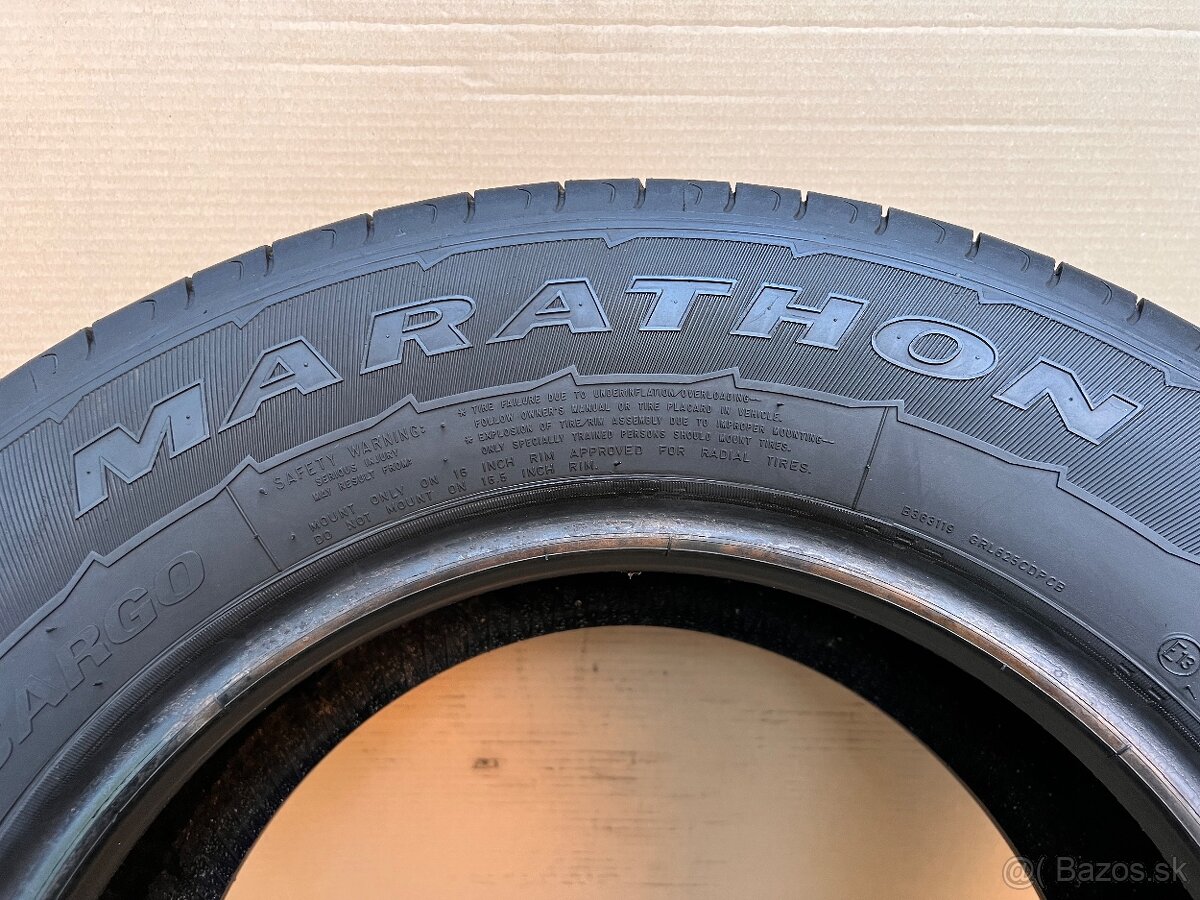 MARATHON
CARGO
* SAFETY WARNING:
SERIOUS INJURY
MAY RESULT FROM:
* TIRE FAILURE DUE TO UNDERINFLATION/OVERLOADING—
FOLLOW OWNER'S MANUAL OR TIRE PLACARD IN VEHICLE.
* EXPLOSION OF TIRE/RIM ASSEMBLY DUE TO IMPROPER MOUNTING—
ONLY SPECIALLY TRAINED PERSONS SHOULD MOUNT TIRES.
MOUNT ONLY ON 16 INCH RIM APPROVED FOR RADIAL TIRES.
DO NOT MOUNT ON 16.5 INCH RIM.
B363119 GRL625CDPCB
E13
@( Bazos.sk